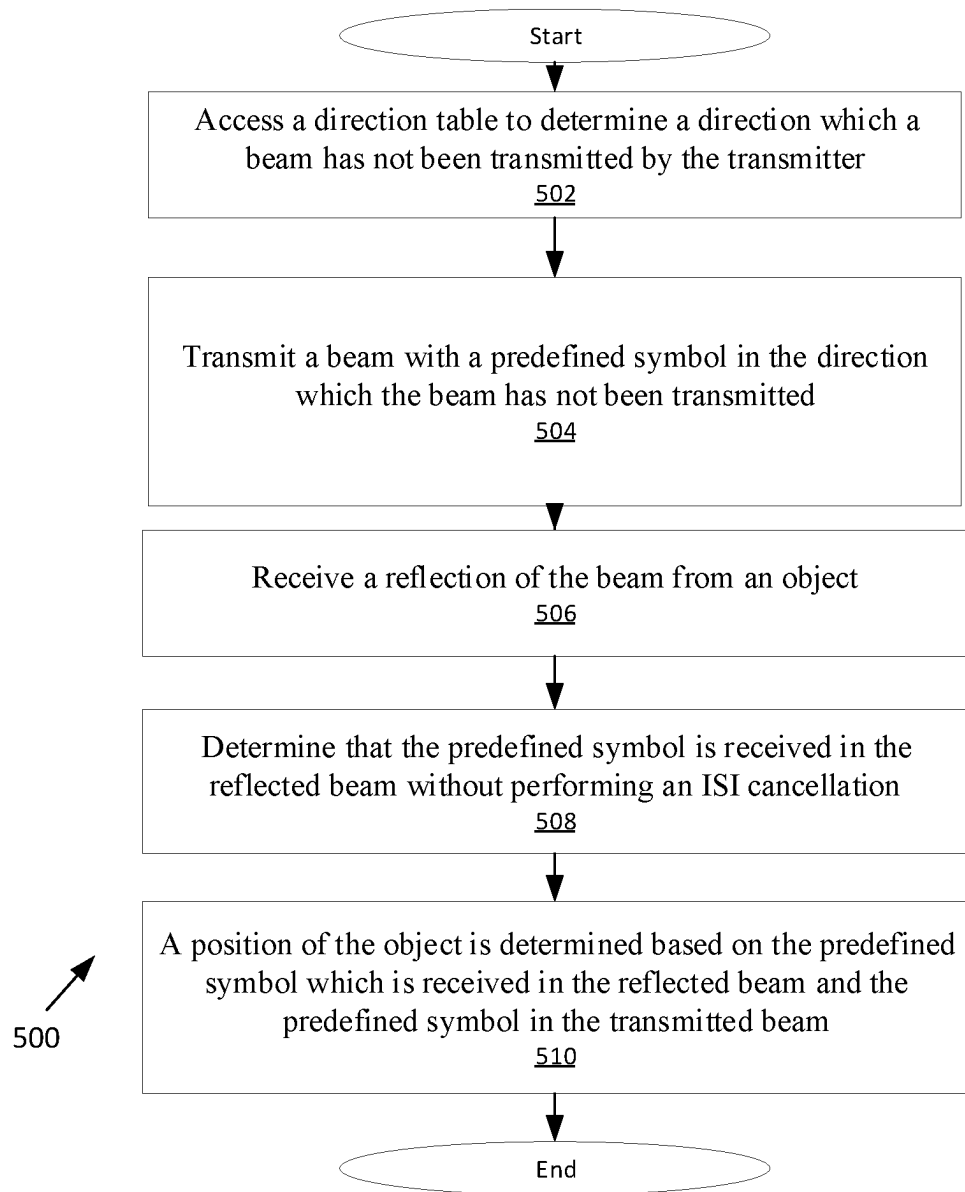 Start
Access a direction table to determine a direction which a
beam has not been transmitted by the transmitter
502
Transmit a beam with a predefined symbol in the direction
which the beam has not been transmitted
504
Receive a reflection of the beam from an object
506
Determine that the predefined symbol is received in the
reflected beam without performing an ISI cancellation
508
A position of the object is determined based on the predefined
symbol which is received in the reflected beam and the
predefined symbol in the transmitted beam
510
500
End